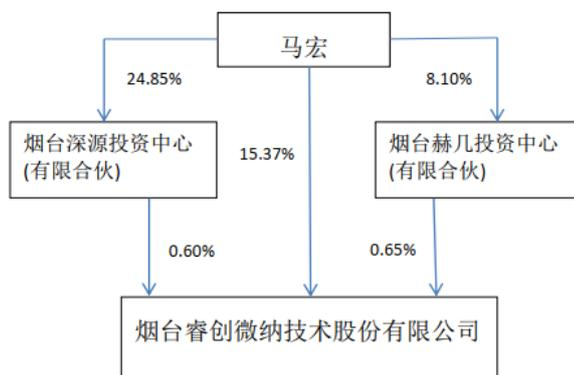 马宏
24.85%
8.10%
烟台深源投资中心
(有限合伙)
15.37%
烟台赫几投资中心
(有限合伙)
0.60%
0.65%
烟台睿创微纳技术股份有限公司